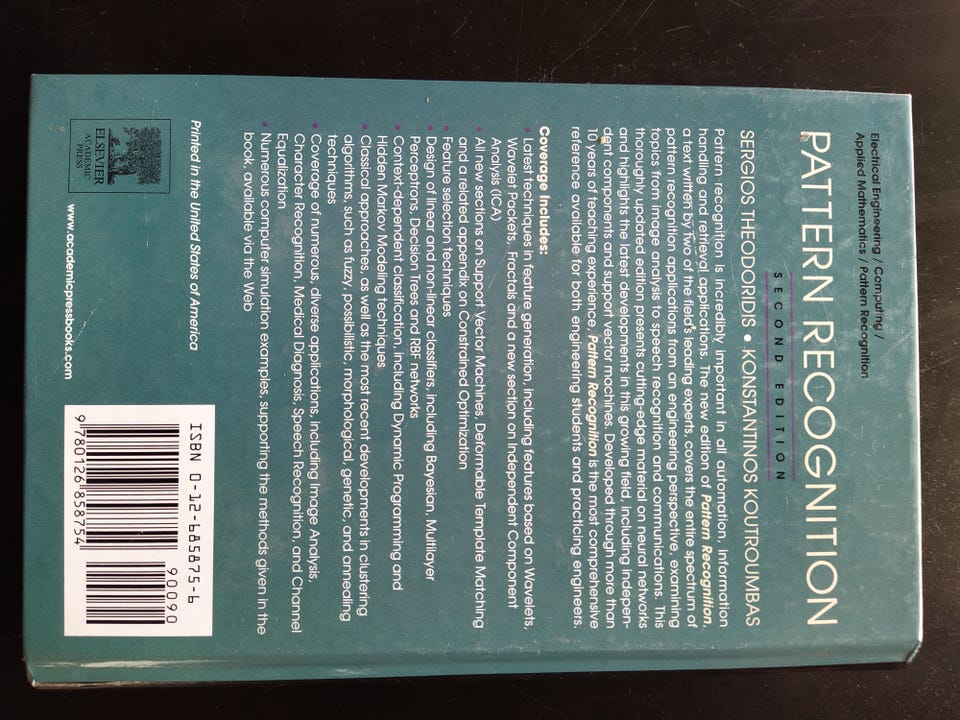 Electrical Engineering / Computing /
Applied Mathematics / Pattern Recognition
PATTERN RECOGNITION
SECOND EDITION
SERGIOS THEODORIDIS • KONSTANTINOS KOUTROUMBAS
Pattern recognition is incredibly important in all automation, information
handling and retrieval applications. The new edition of Pattern Recognition,
a text written by two of the field's leading experts, covers the entire spectrum of
pattern recognition applications from an engineering perspective, examining
topics from image analysis to speech recognition and communications. This
thoroughly updated edition presents cutting-edge material on neural networks
and highlights the latest developments in this growing field, including indepen-
dent components and support vector machines. Developed through more than
10 years of teaching experience, Pattern Recognition is the most comprehensive
reference available for both engineering students and practicing engineers.
Coverage Includes:
• Latest techniques in feature generation, including features based on Wavelets,
Wavelet Packets, Fractals and a new section on Independent Component
Analysis (ICA)
• All new sections on Support Vector Machines, Deformable Template Matching
and a related appendix on Constrained Optimization
• Feature selection techniques
• Design of linear and non-linear classifiers, including Bayesian, Multilayer
Perceptrons, Decision Trees and RBF networks
• Context-dependent classification, including Dynamic Programming and
Hidden Markov Modeling techniques
• Classical approaches, as well as the most recent developments in clustering
algorithms, such as fuzzy, possibilistic, morphological, genetic, and annealing
techniques
• Coverage of numerous, diverse applications, including Image Analysis,
Character Recognition, Medical Diagnosis, Speech Recognition, and Channel
Equalization
• Numerous computer simulation examples, supporting the methods given in the
book, available via the Web
Printed in the United States of America
ELSEVIER
ACADEMIC
PRESS
www.academicpressbooks.com
ISBN 0-12-685875-6
90090
9 780126 858754